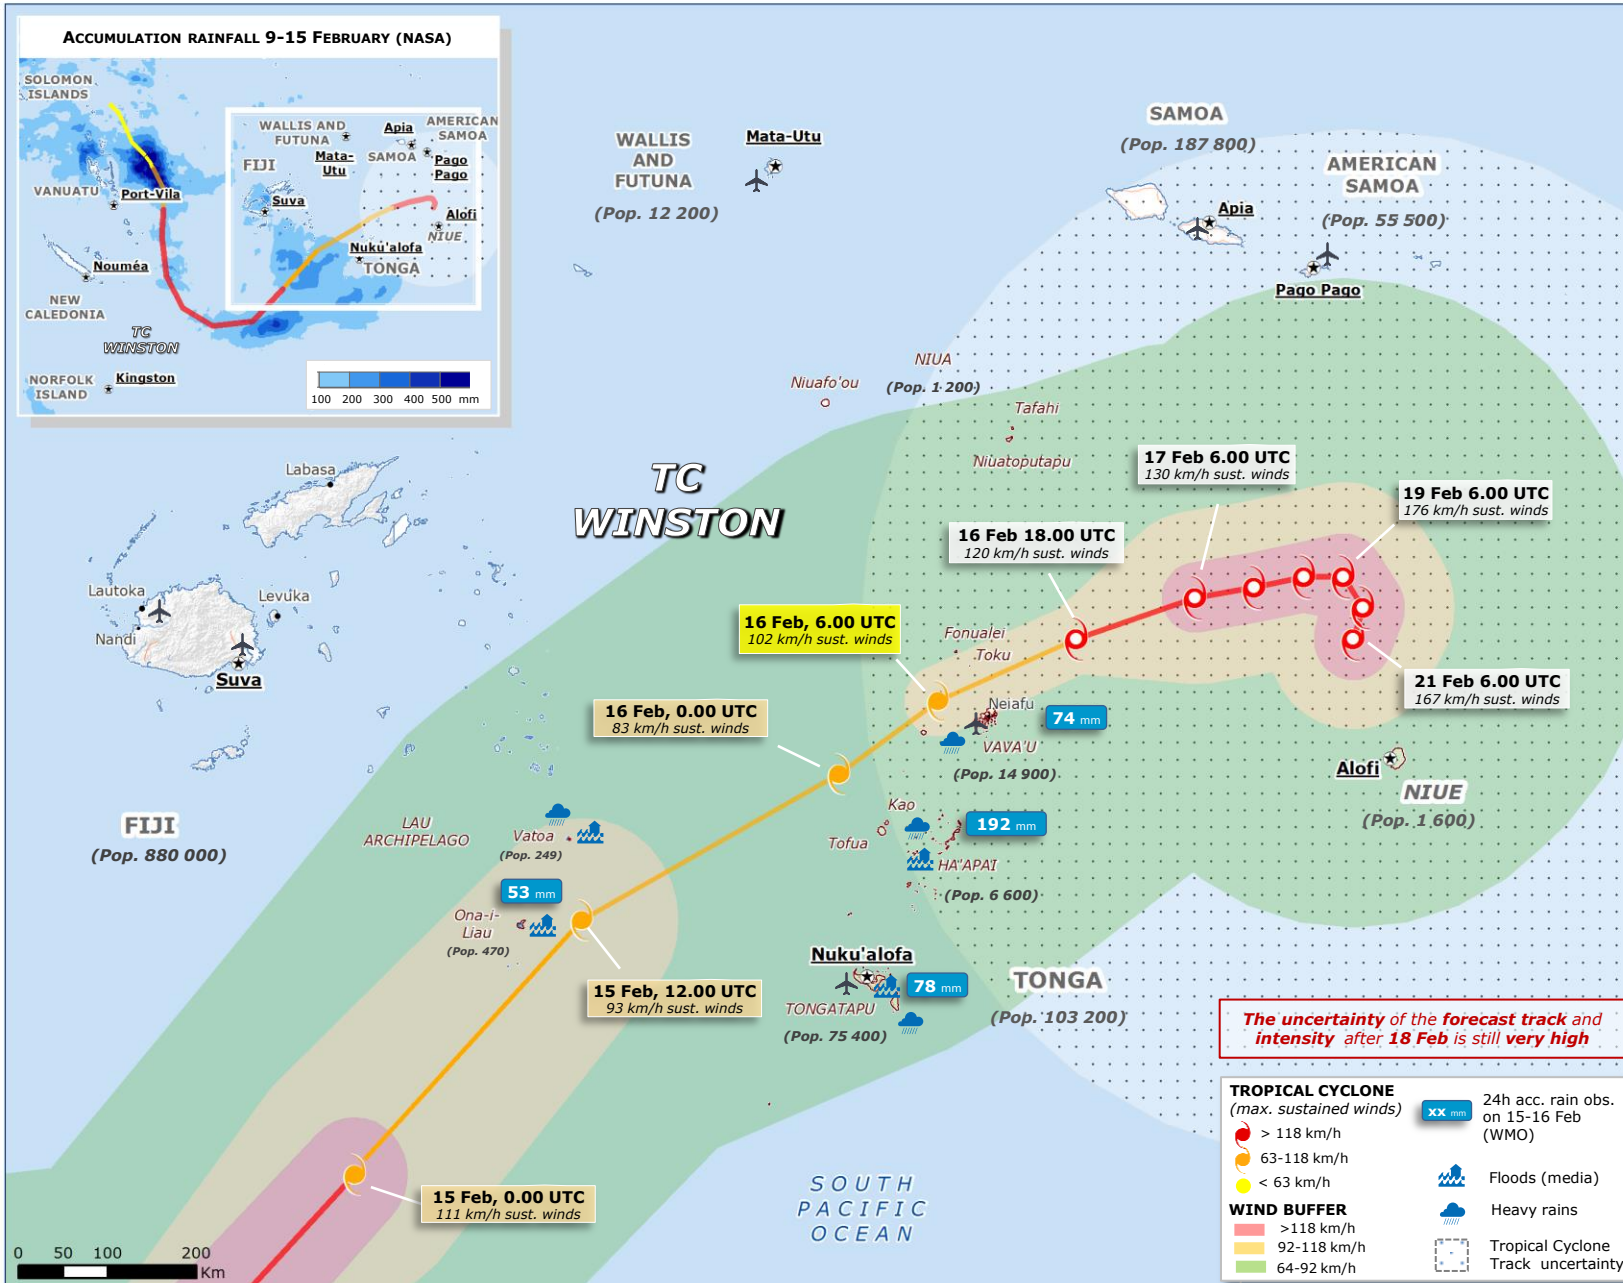 ACCUMULATION RAINFALL 9-15 FEBRUARY (NASA)
SOLOMON
ISLANDS
WALLIS AND
FUTUNA
Mata-
Utu
Apia
SAMOA
AMERICAN
SAMOA
Pago
Pago
FIJI
Suva
VANUATU
Port-Vila
Alofi
NIUE
Nuku'alofa
TONGA
Nouméa
NEW
CALEDONIA
TC
WINSTON
NORFOLK
ISLAND
Kingston
100 200 300 400 500 mm
WALLIS
AND
FUTUNA
(Pop. 12 200)
Mata-Utu
SAMOA
(Pop. 187 800)
Apia
AMERICAN
SAMOA
(Pop. 55 500)
Pago Pago
NIUA
(Pop. 1 200)
Niuafo'ou
Tafahi
Niuatoputapu
TC
WINSTON
17 Feb 6.00 UTC
130 km/h sust. winds
19 Feb 6.00 UTC
176 km/h sust. winds
16 Feb 18.00 UTC
120 km/h sust. winds
16 Feb, 6.00 UTC
102 km/h sust. winds
21 Feb 6.00 UTC
167 km/h sust. winds
16 Feb, 0.00 UTC
83 km/h sust. winds
15 Feb, 12.00 UTC
93 km/h sust. winds
15 Feb, 0.00 UTC
111 km/h sust. winds
Labasa
Lautoka
Levuka
Nandi
Suva
FIJI
(Pop. 880 000)
LAU
ARCHIPELAGO
Vatoa
(Pop. 249)
53 mm
Ona-i-
Liau
(Pop. 470)
Fonualei
Toku
Neiafu
74 mm
VAVA'U
(Pop. 14 900)
Kao
Tofua
192 mm
HA'APAI
(Pop. 6 600)
Nuku'alofa
78 mm
TONGATAPU
(Pop. 75 400)
TONGA
(Pop. 103 200)
Alofi
NIUE
(Pop. 1 600)
SOUTH
PACIFIC
OCEAN
The uncertainty of the forecast track and
intensity after 18 Feb is still very high
TROPICAL CYCLONE
(max. sustained winds)
> 118 km/h
63-118 km/h
< 63 km/h
WIND BUFFER
>118 km/h
92-118 km/h
64-92 km/h
xx mm
24h acc. rain obs.
on 15-16 Feb
(WMO)
Floods (media)
Heavy rains
Tropical Cyclone
Track uncertainty
0 50 100 200
Km